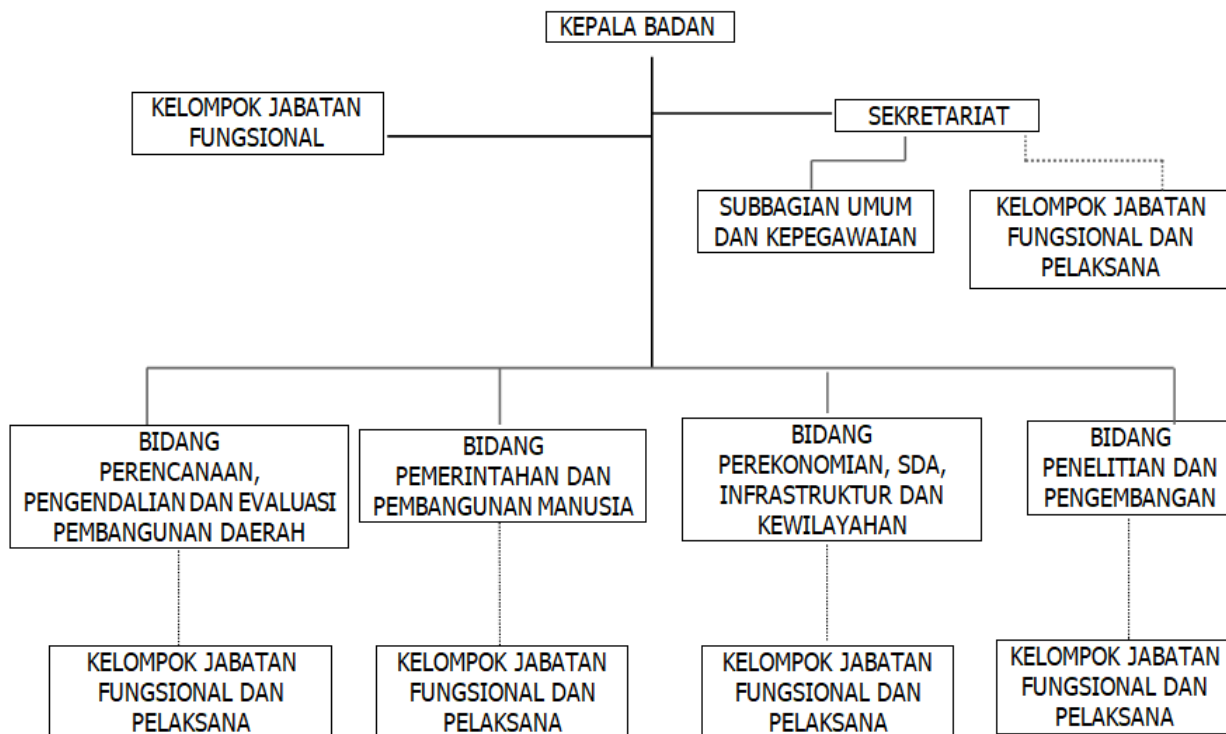 KEPALA BADAN
KELOMPOK JABATAN
FUNGSIONAL
SEKRETARIAT
SUBBAGIAN UMUM
DAN KEPEGAWAIAN
KELOMPOK JABATAN
FUNGSIONAL DAN
PELAKSANA
BIDANG
PERENCANAAN,
PENGENDALIAN DAN EVALUASI
PEMBANGUNAN DAERAH
BIDANG
PEMERINTAHAN DAN
PEMBANGUNAN MANUSIA
BIDANG
PEREKONOMIAN, SDA,
INFRASTRUKTUR DAN
KEWILAYAHAN
BIDANG
PENELITIAN DAN
PENGEMBANGAN
KELOMPOK JABATAN
FUNGSIONAL DAN
PELAKSANA
KELOMPOK JABATAN
FUNGSIONAL DAN
PELAKSANA
KELOMPOK JABATAN
FUNGSIONAL DAN
PELAKSANA
KELOMPOK JABATAN
FUNGSIONAL DAN
PELAKSANA